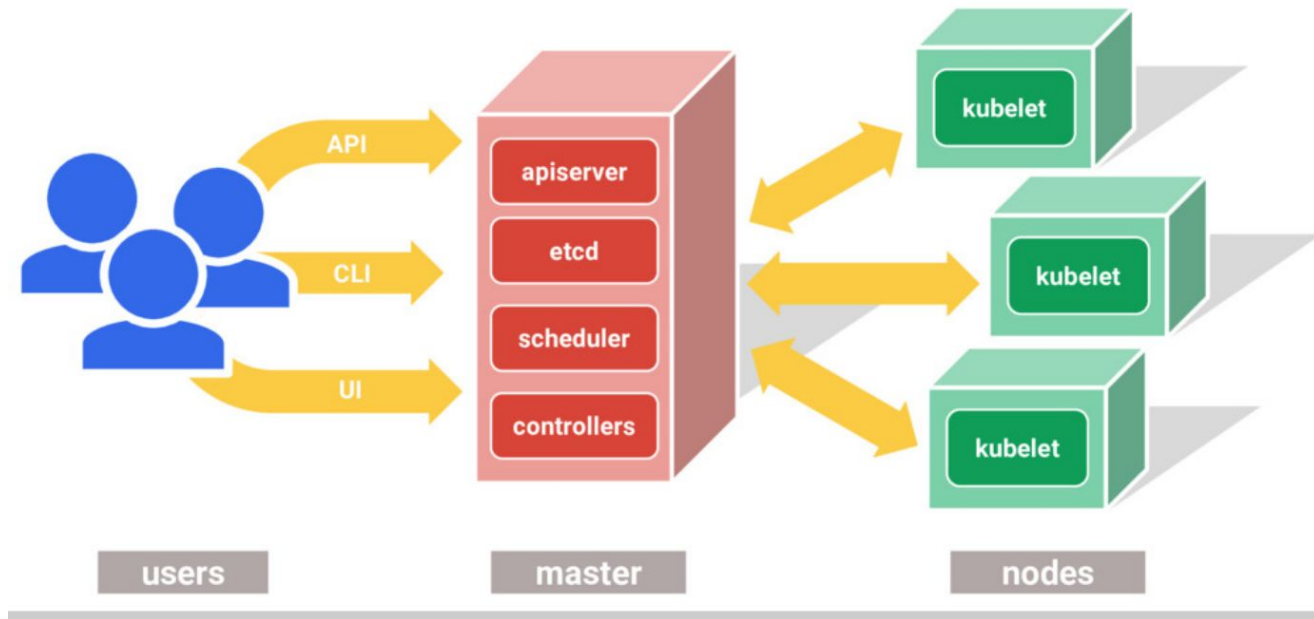 API
CLI
UI
apiserver
etcd
scheduler
controllers
kubelet
kubelet
kubelet
users
master
nodes